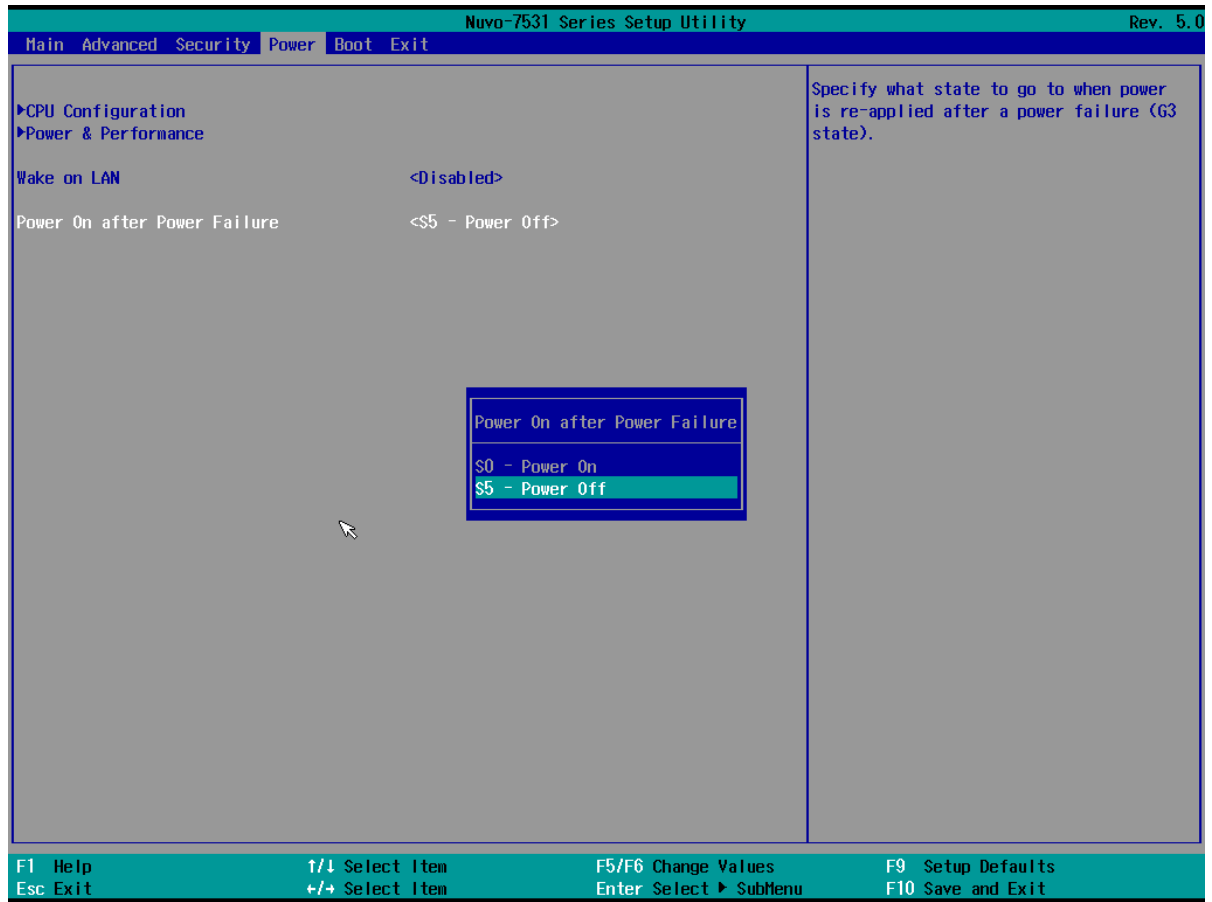 Nuvo-7531 Series Setup Utility Rev. 5.0
Main Advanced Security Power Boot Exit
▶CPU Configuration
▶Power & Performance
Wake on LAN <Disabled>
Power On after Power Failure <S5 - Power Off>
Specify what state to go to when power
is re-applied after a power failure (G3
state).
Power On after Power Failure
S0 - Power On
S5 - Power Off
F1 Help ↑/↓ Select Item F5/F6 Change Values F9 Setup Defaults
Esc Exit ←/→ Select Item Enter Select ▶ SubMenu F10 Save and Exit